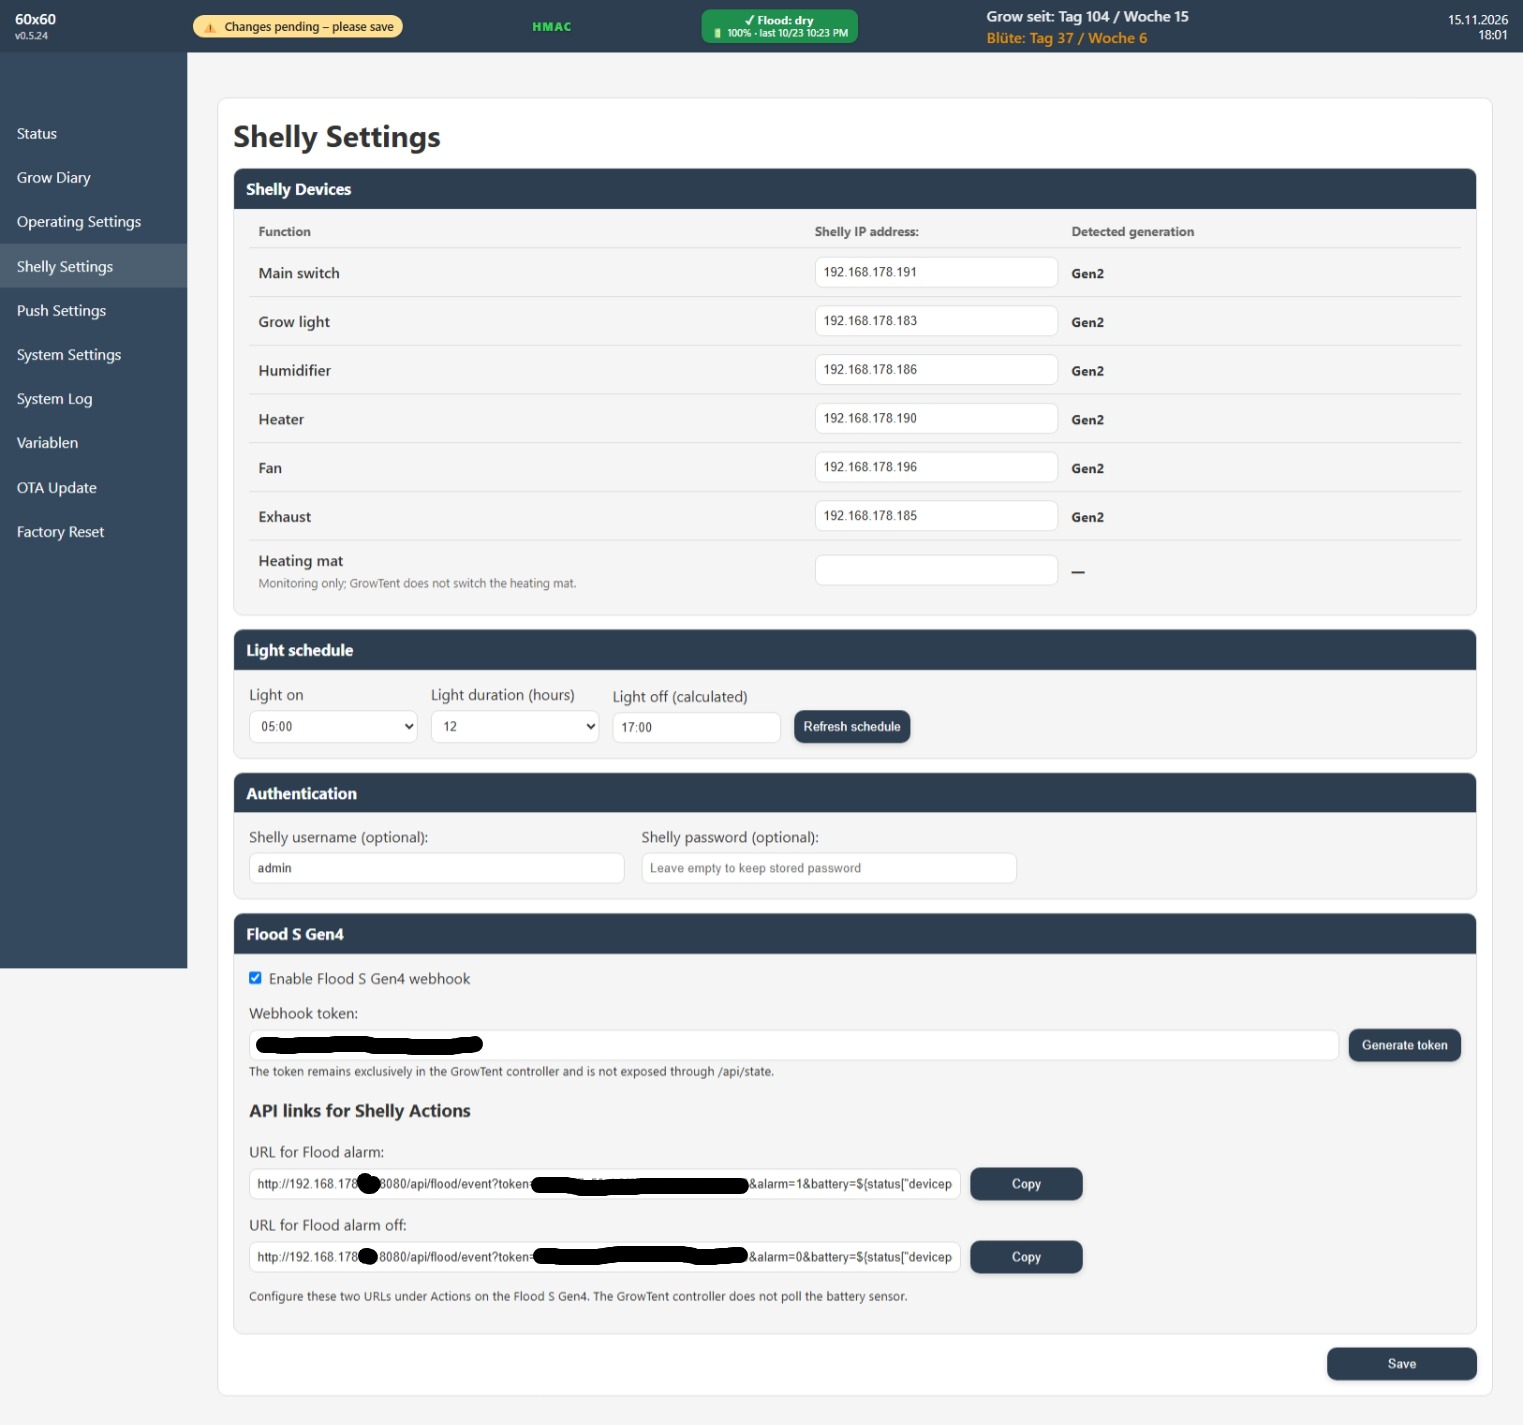 60x60
v0.5.24
⚠ Changes pending – please save
HMAC
✓ Flood: dry
100% · last 10/23 10:23 PM
Grow seit: Tag 104 / Woche 15
Blüte: Tag 37 / Woche 6
15.11.2026
18:01
Status
Grow Diary
Operating Settings
Shelly Settings
Push Settings
System Settings
System Log
Variablen
OTA Update
Factory Reset
Shelly Settings
Shelly Devices
Function Shelly IP address: Detected generation
Main switch 192.168.178.191 Gen2
Grow light 192.168.178.183 Gen2
Humidifier 192.168.178.186 Gen2
Heater 192.168.178.190 Gen2
Fan 192.168.178.196 Gen2
Exhaust 192.168.178.185 Gen2
Heating mat —
Monitoring only; GrowTent does not switch the heating mat.
Light schedule
Light on Light duration (hours) Light off (calculated)
05:00 12 17:00 Refresh schedule
Authentication
Shelly username (optional): Shelly password (optional):
admin Leave empty to keep stored password
Flood S Gen4
Enable Flood S Gen4 webhook
Webhook token:
Generate token
The token remains exclusively in the GrowTent controller and is not exposed through /api/state.
API links for Shelly Actions
URL for Flood alarm:
http://192.168.178 8080/api/flood/event?token= &alarm=1&battery=${status["devicep Copy
URL for Flood alarm off:
http://192.168.178 8080/api/flood/event?token= &alarm=0&battery=${status["devicep Copy
Configure these two URLs under Actions on the Flood S Gen4. The GrowTent controller does not poll the battery sensor.
Save